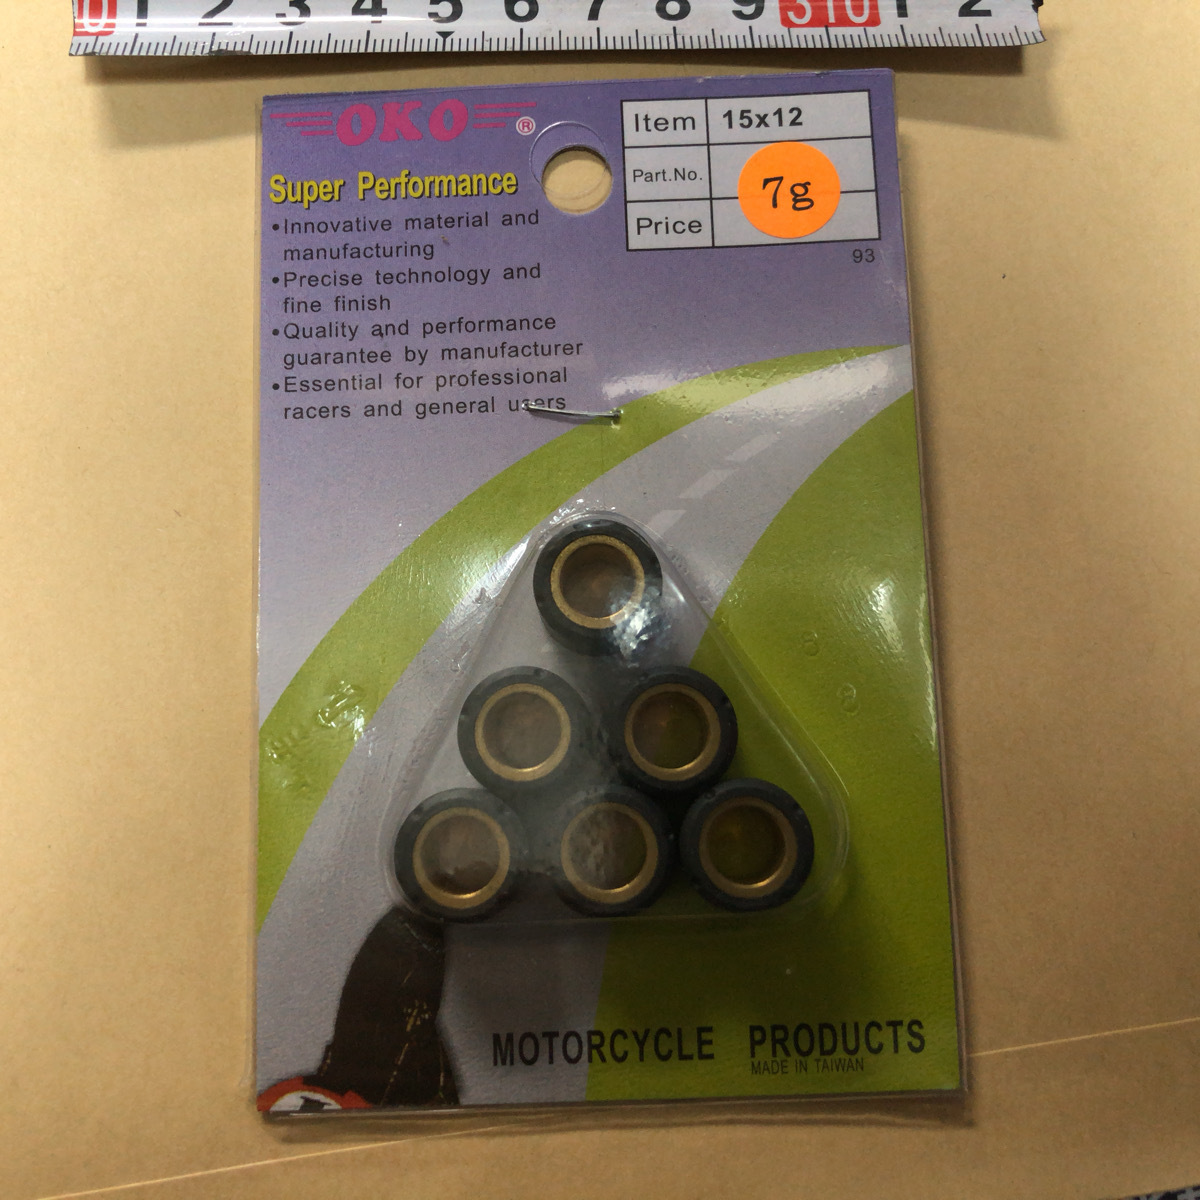 0 1 2 3 4 5 6 7 8 9 310 1 2
OKO ®
Super Performance
•Innovative material and
manufacturing
•Precise technology and
fine finish
•Quality and performance
guarantee by manufacturer
•Essential for professional
racers and general users
Item 15x12
Part.No.
7g
Price
93
MOTORCYCLE PRODUCTS
MADE IN TAIWAN